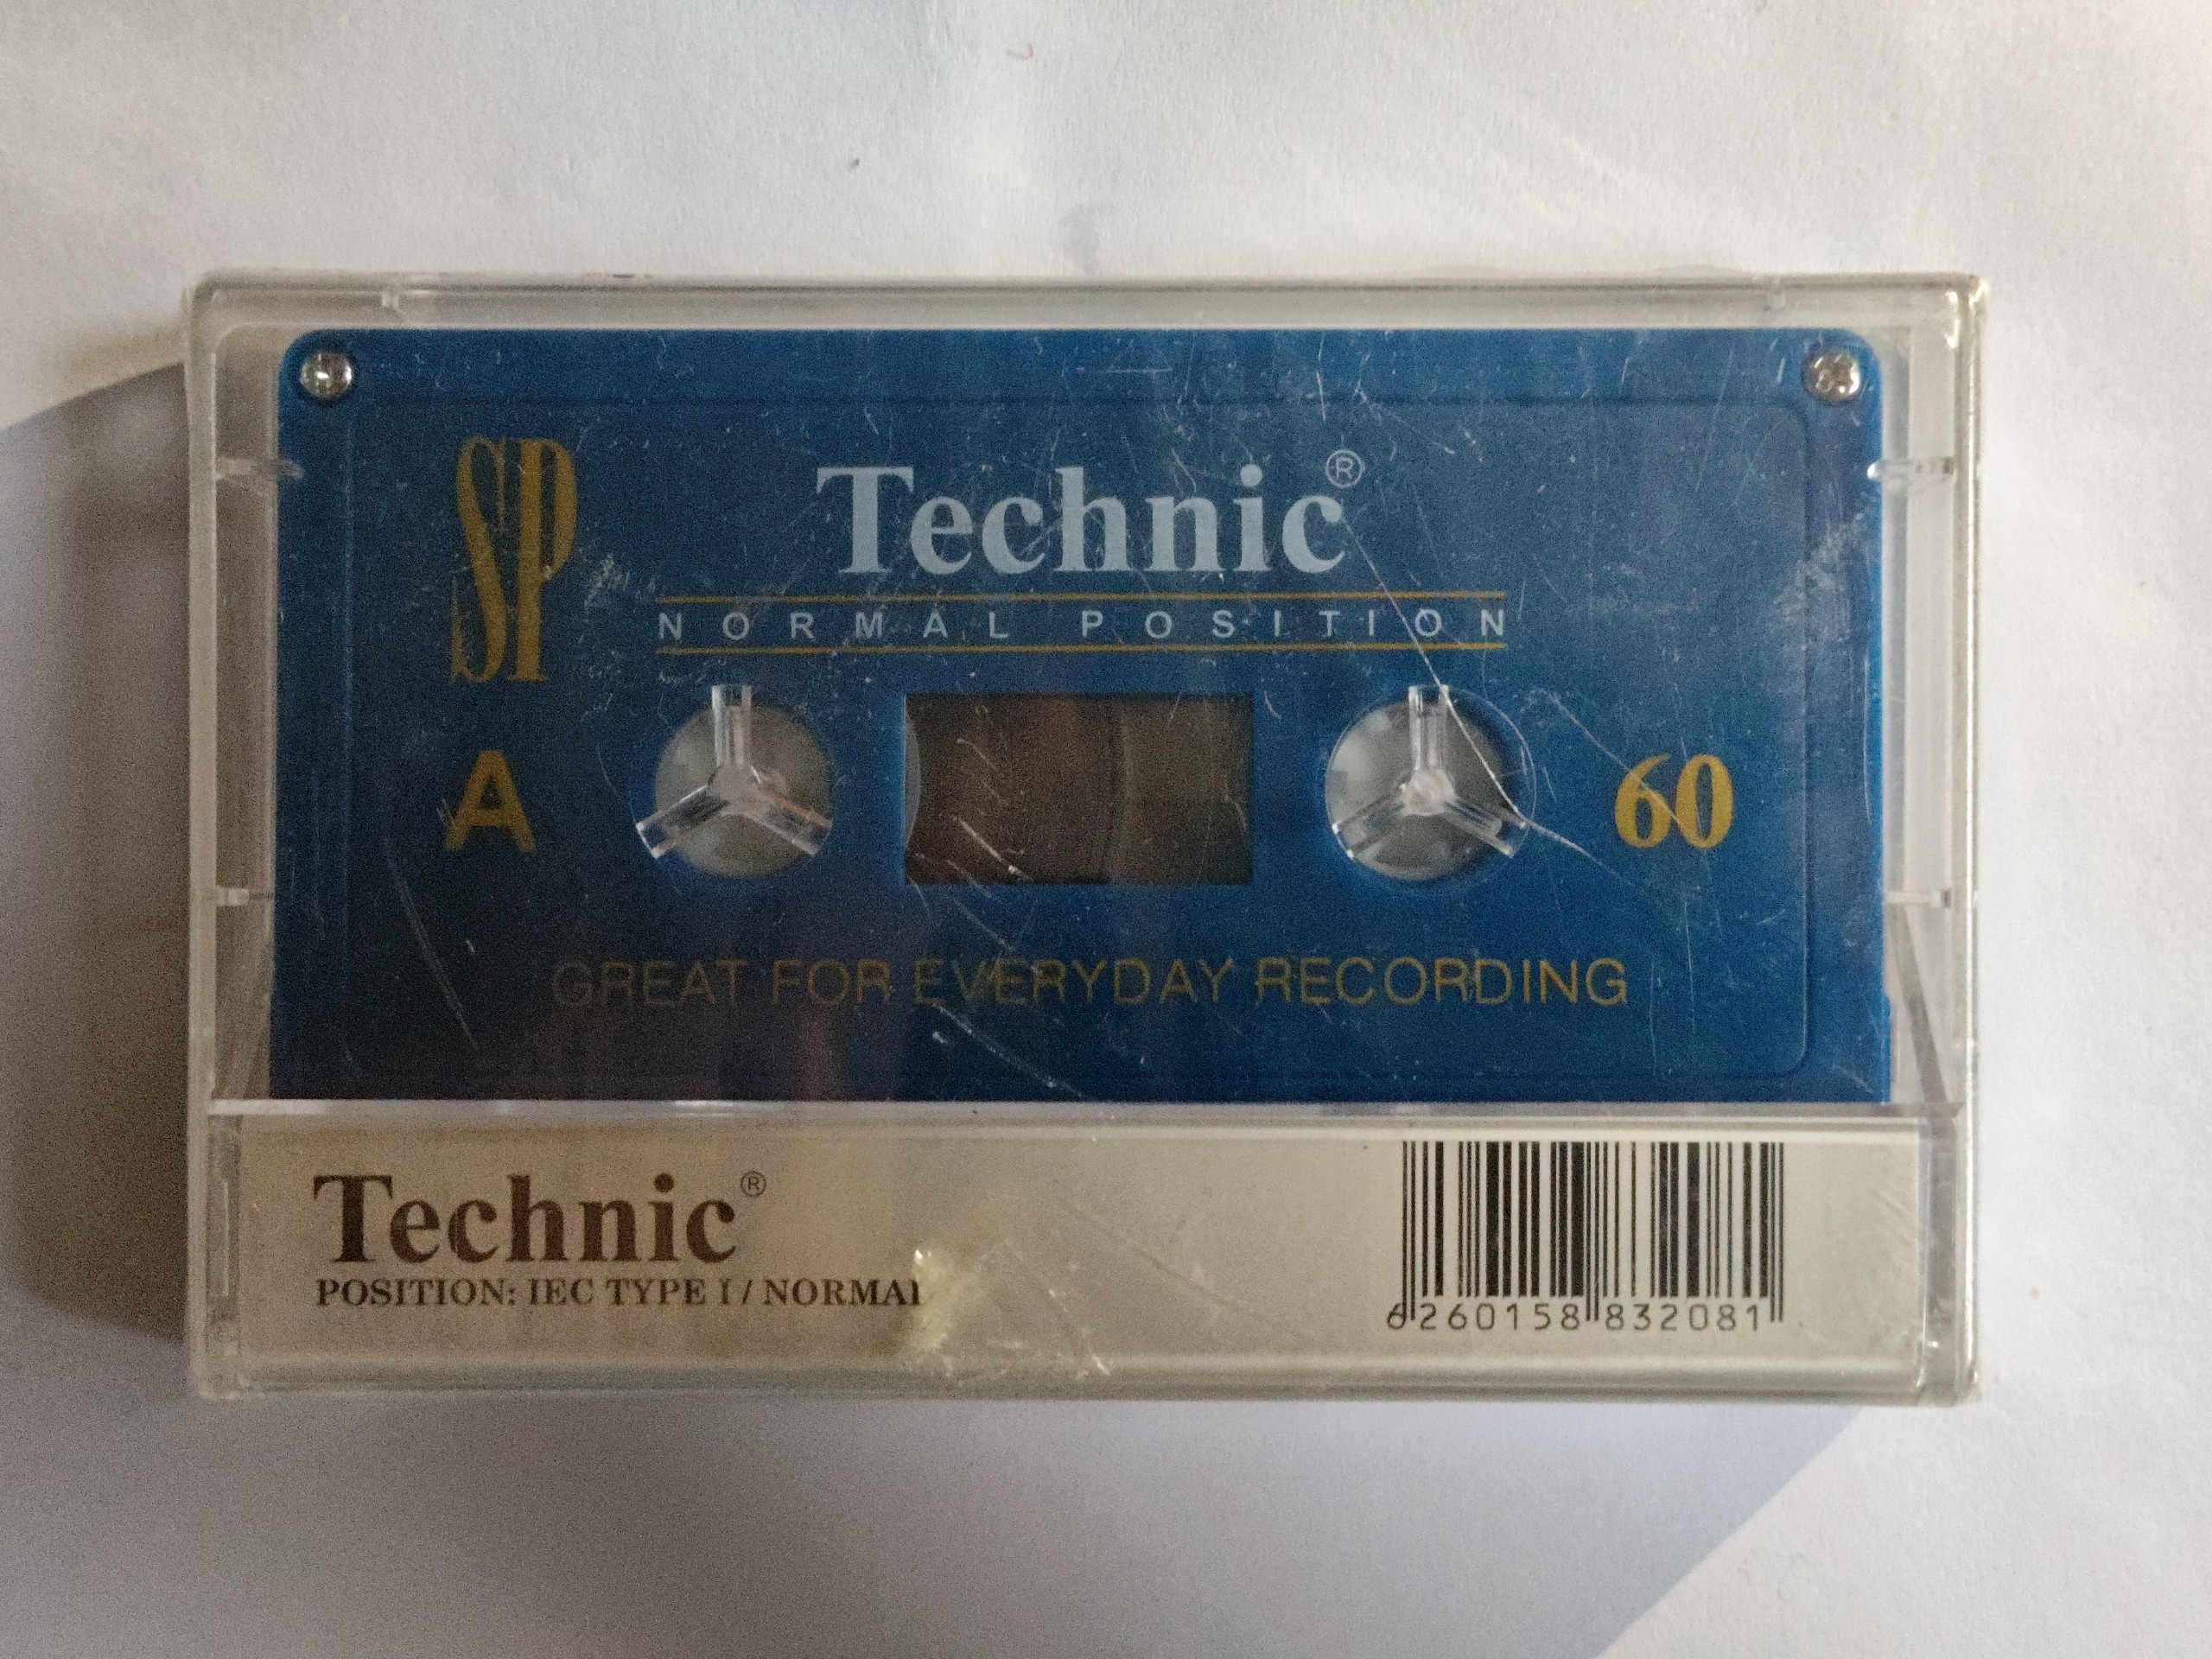 SP
Technic®
NORMAL POSITION
A
60
GREAT FOR EVERYDAY RECORDING
Technic®
POSITION: IEC TYPE I / NORMAL
6260158832081